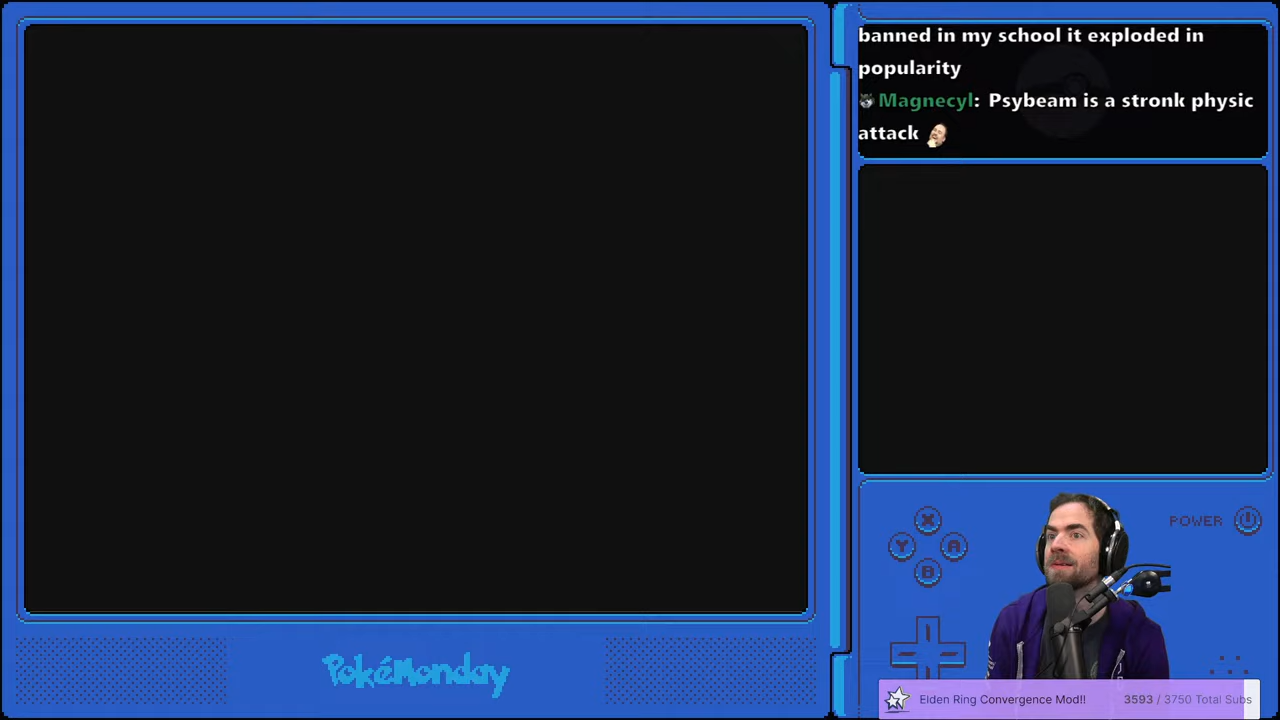 banned in my school it exploded in
popularity
Magnecyl: Psybeam is a stronk physic
attack
X
Y A
B
POWER
PokéMonday
Elden Ring Convergence Mod!! 3593 / 3750 Total Subs